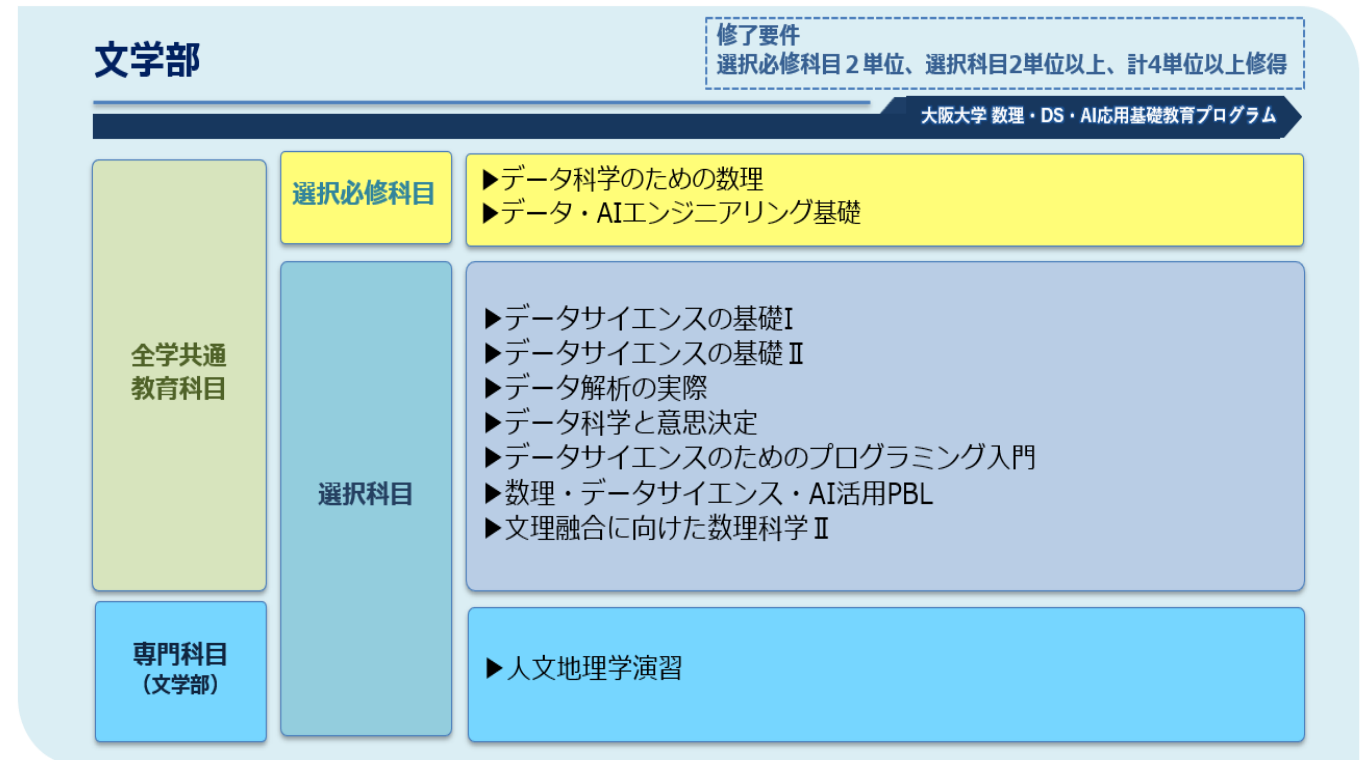 文学部
修了要件
選択必修科目２単位、選択科目2単位以上、計4単位以上修得
大阪大学 数理・DS・AI応用基礎教育プログラム
全学共通
教育科目
選択必修科目
▶データ科学のための数理
▶データ・AIエンジニアリング基礎
選択科目
▶データサイエンスの基礎I
▶データサイエンスの基礎Ⅱ
▶データ解析の実際
▶データ科学と意思決定
▶データサイエンスのためのプログラミング入門
▶数理・データサイエンス・AI活用PBL
▶文理融合に向けた数理科学Ⅱ
専門科目
（文学部）
▶人文地理学演習